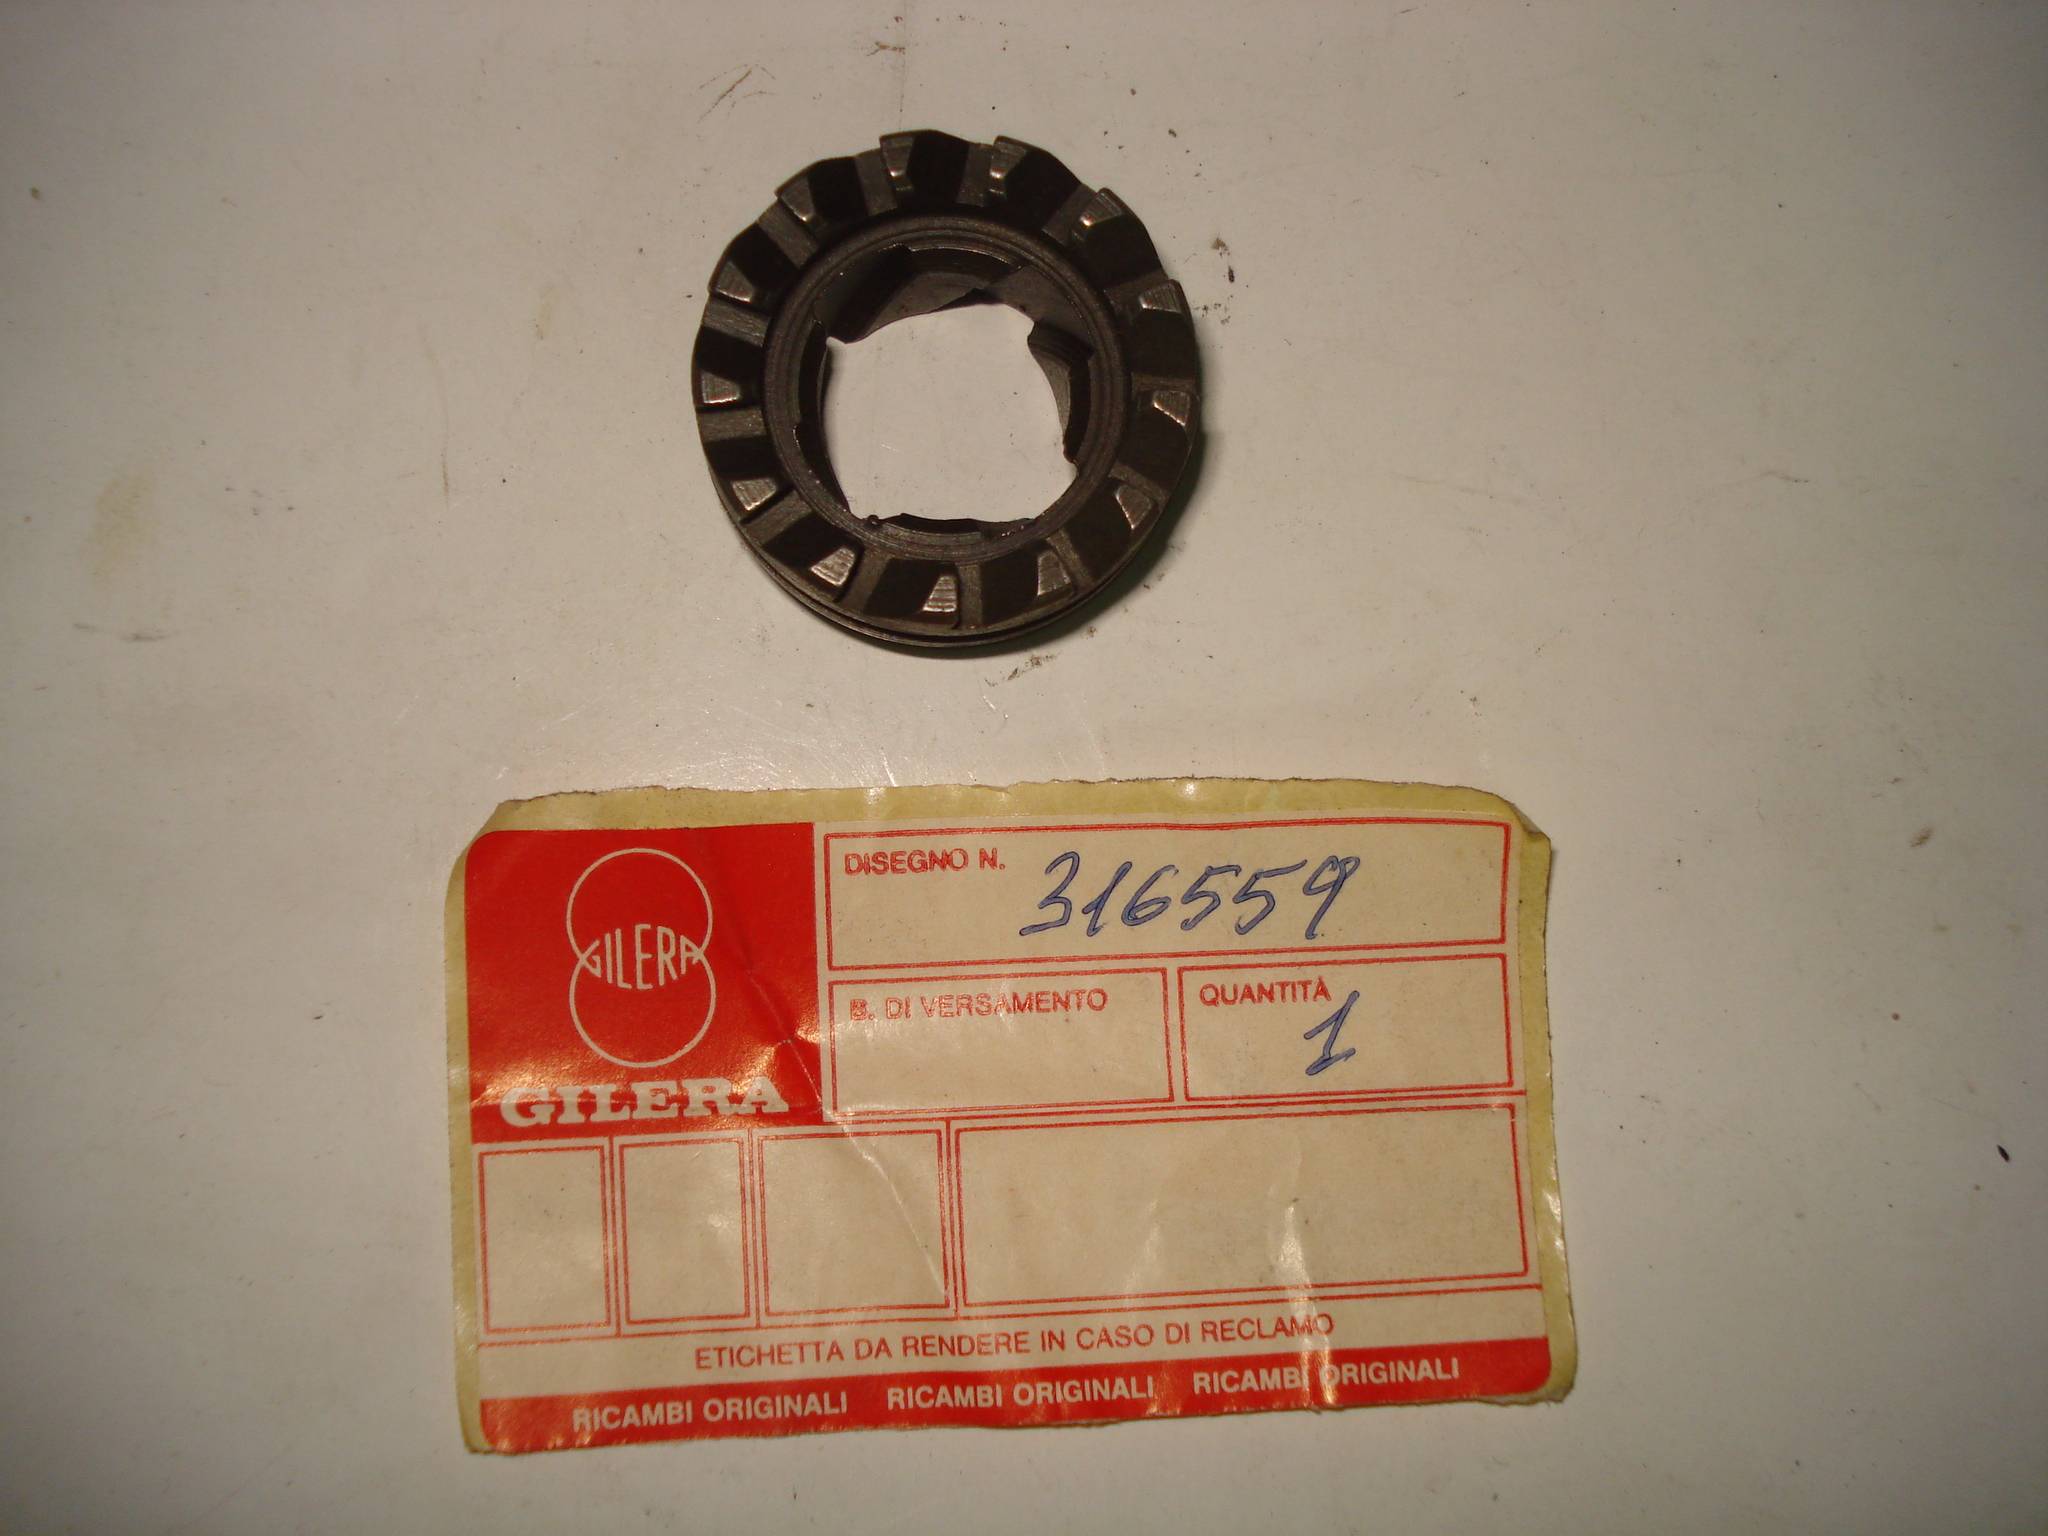 DISEGNO N. 316559
GILERA
B. DI VERSAMENTO
QUANTITÀ
1
GILERA
ETICHETTA DA RENDERE IN CASO DI RECLAMO
RICAMBI ORIGINALI RICAMBI ORIGINALI RICAMBI ORIGINALI